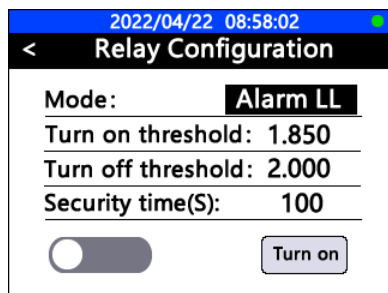 2022/04/22 08:58:02
< Relay Configuration
Mode: Alarm LL
Turn on threshold: 1.850
Turn off threshold: 2.000
Security time(S): 100
Turn on